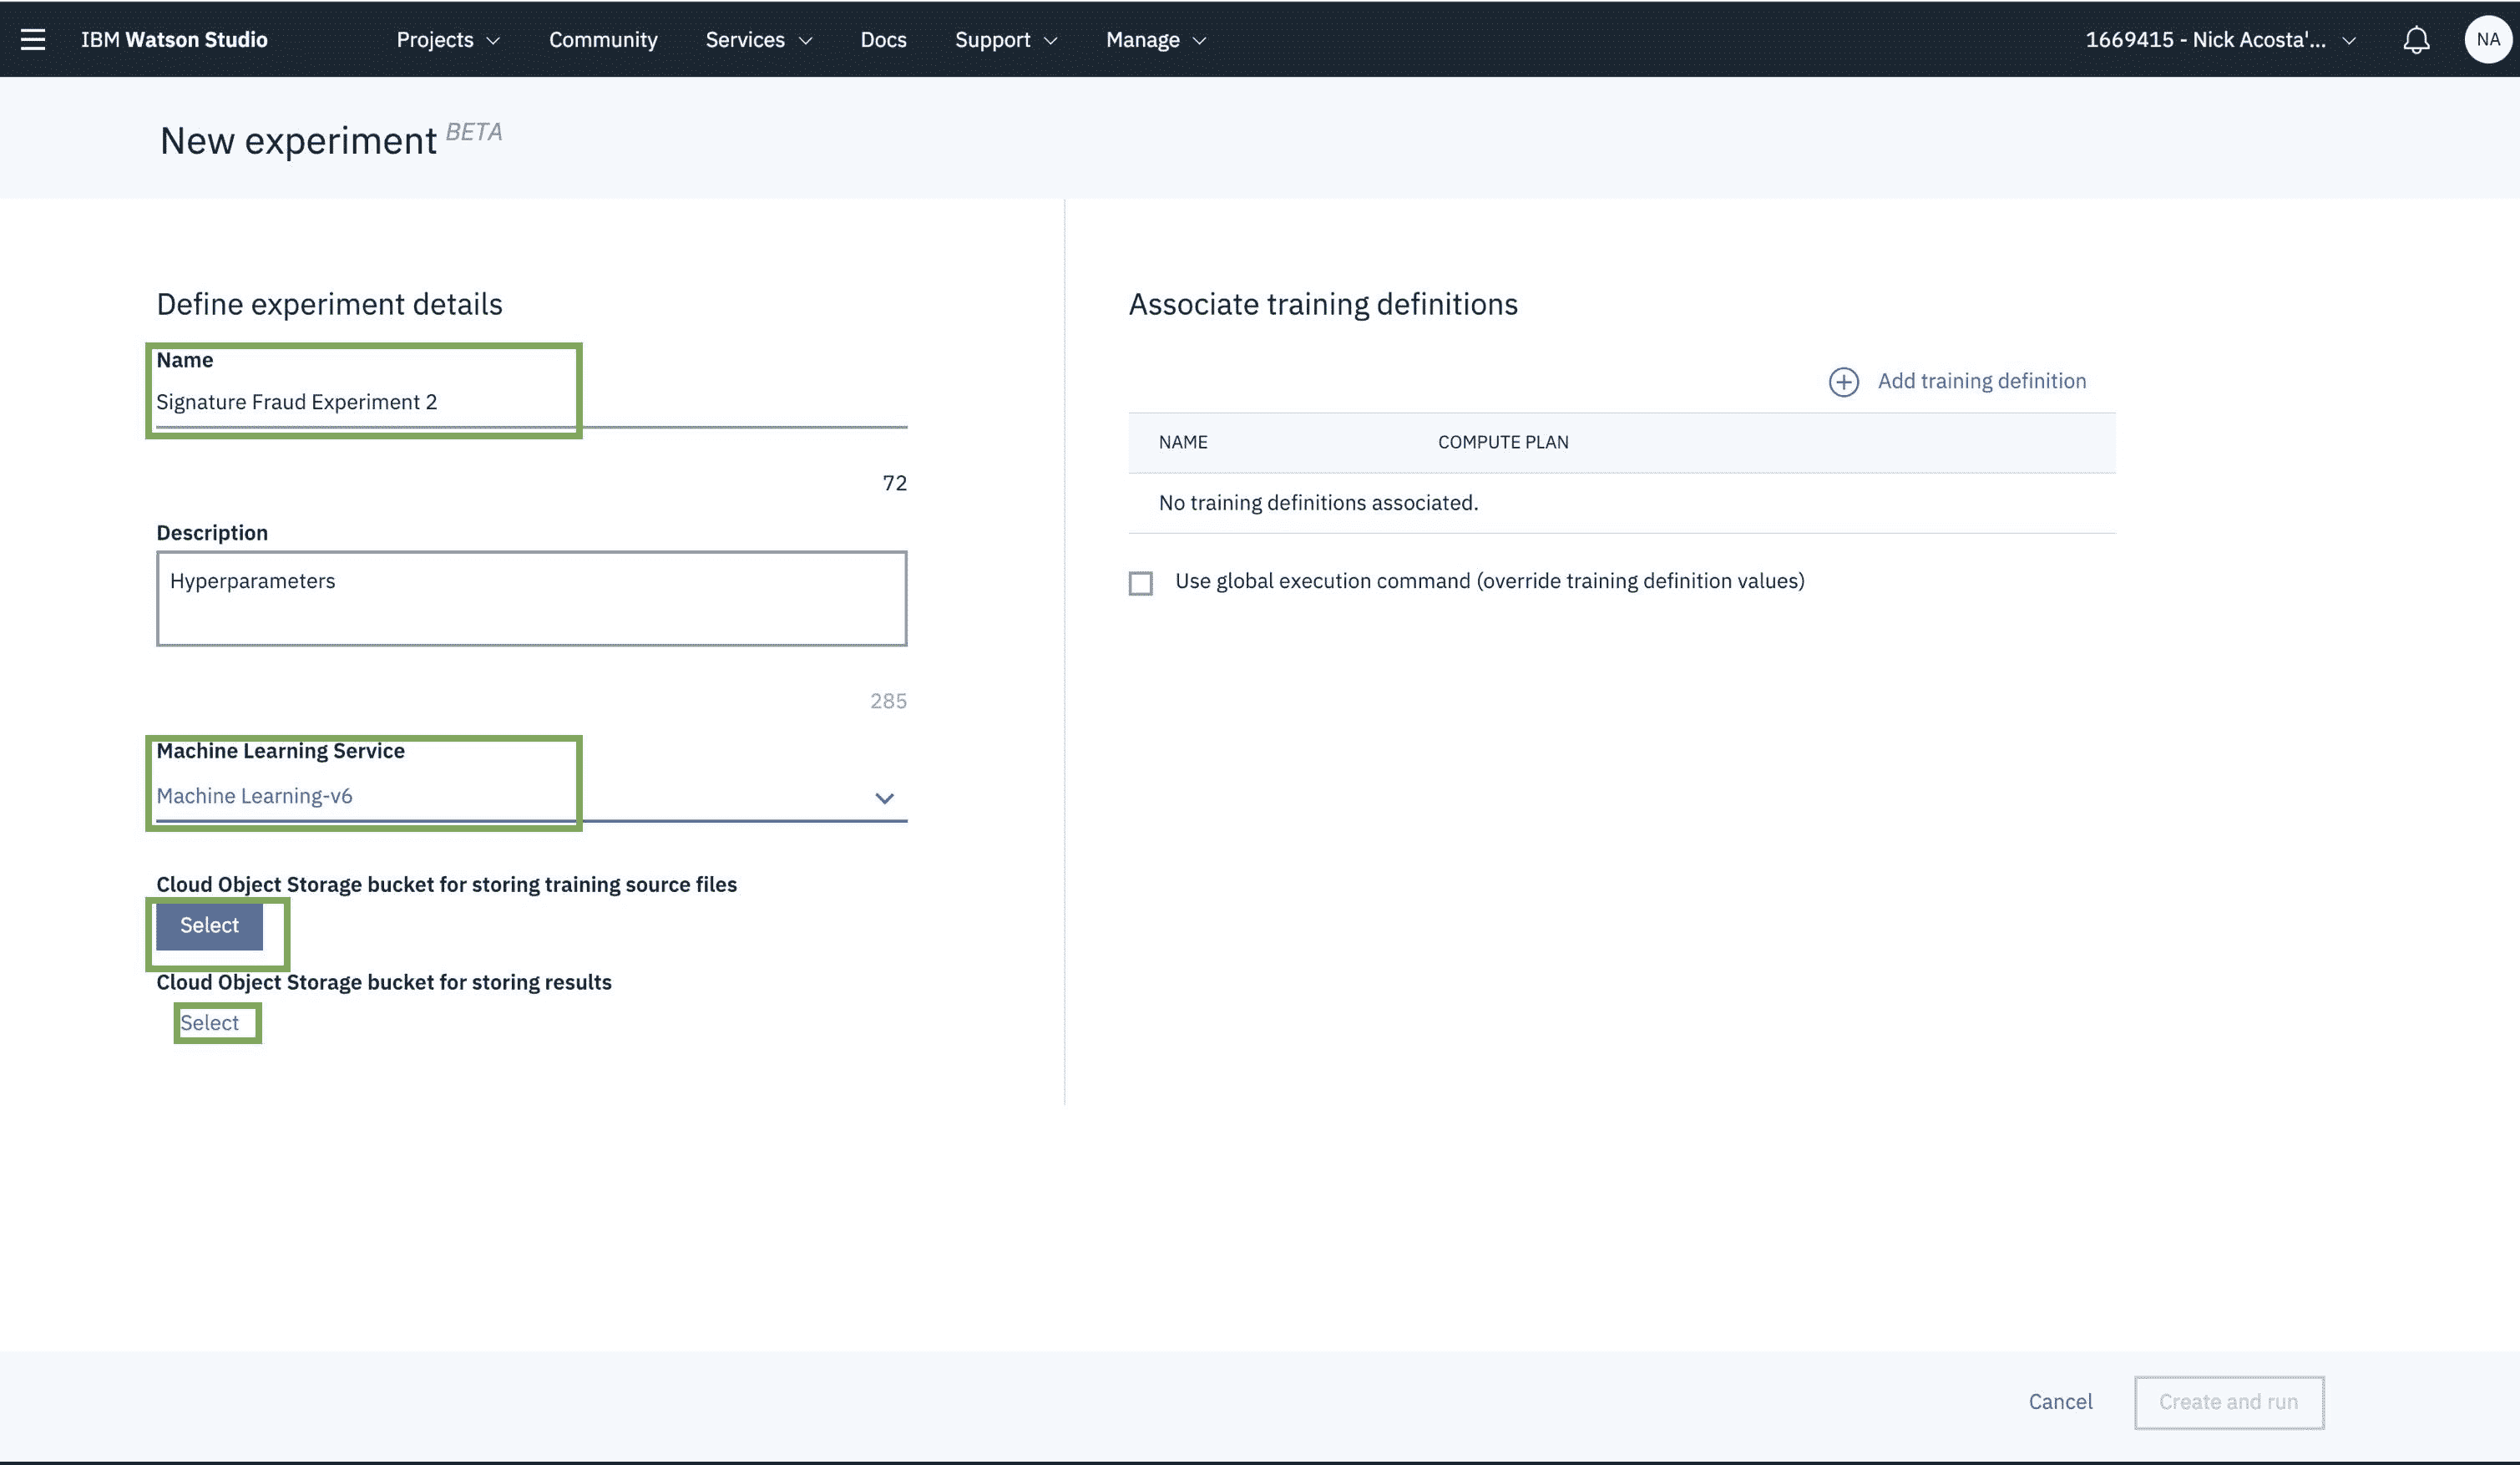 IBM Watson Studio Projects Community Services Docs Support Manage 1669415 - Nick Acosta'... NA
New experiment BETA
Define experiment details
Name
Signature Fraud Experiment 2
72
Description
Hyperparameters
285
Machine Learning Service
Machine Learning-v6
Cloud Object Storage bucket for storing training source files
Select
Cloud Object Storage bucket for storing results
Select
Associate training definitions
Add training definition
NAME COMPUTE PLAN
No training definitions associated.
Use global execution command (override training definition values)
Cancel Create and run